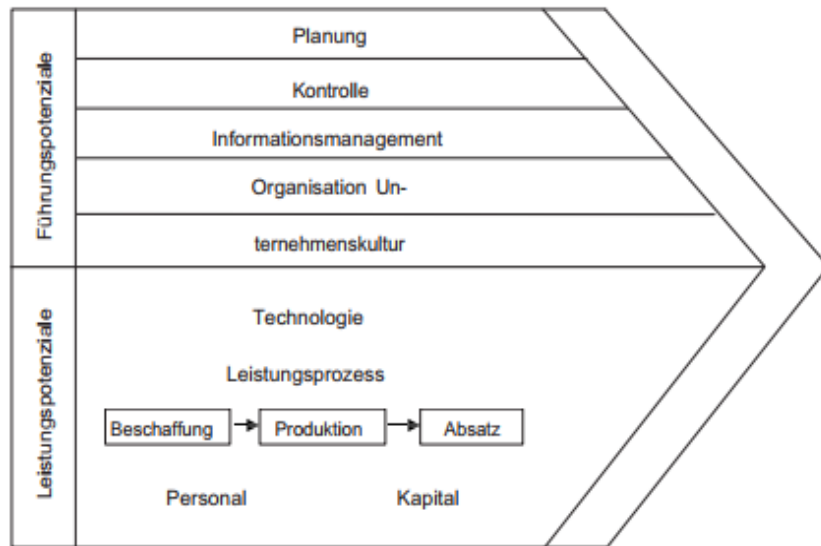 Führungspotenziale
Planung
Kontrolle
Informationsmanagement
Organisation Un-
ternehmenskultur
Leistungspotenziale
Technologie
Leistungsprozess
Beschaffung
Produktion
Absatz
Personal
Kapital